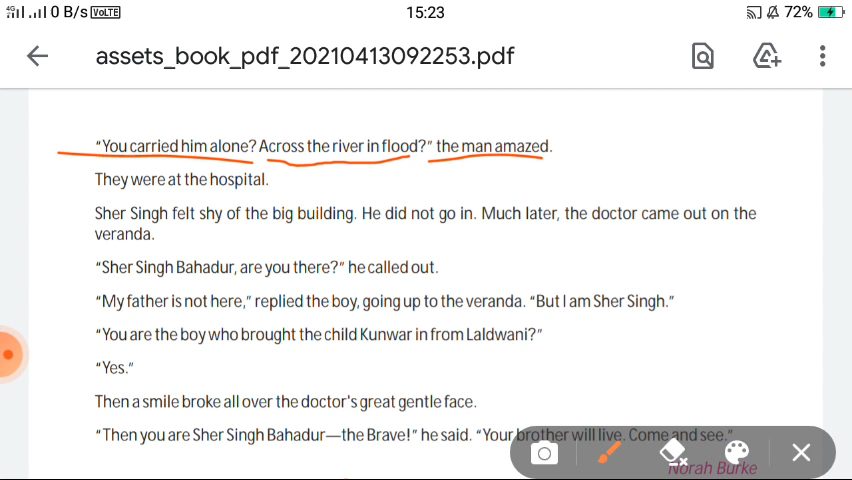 4G 0 B/s VoLTE 15:23 72%
assets_book_pdf_20210413092253.pdf
“You carried him alone? Across the river in flood?” the man amazed.
They were at the hospital.
Sher Singh felt shy of the big building. He did not go in. Much later, the doctor came out on the
veranda.
“Sher Singh Bahadur, are you there?” he called out.
“My father is not here,” replied the boy, going up to the veranda. “But I am Sher Singh.”
“You are the boy who brought the child Kunwar in from Laldwani?”
“Yes.”
Then a smile broke all over the doctor's great gentle face.
“Then you are Sher Singh Bahadur—the Brave!” he said. “Your brother will live. Come and see.”
Norah Burke